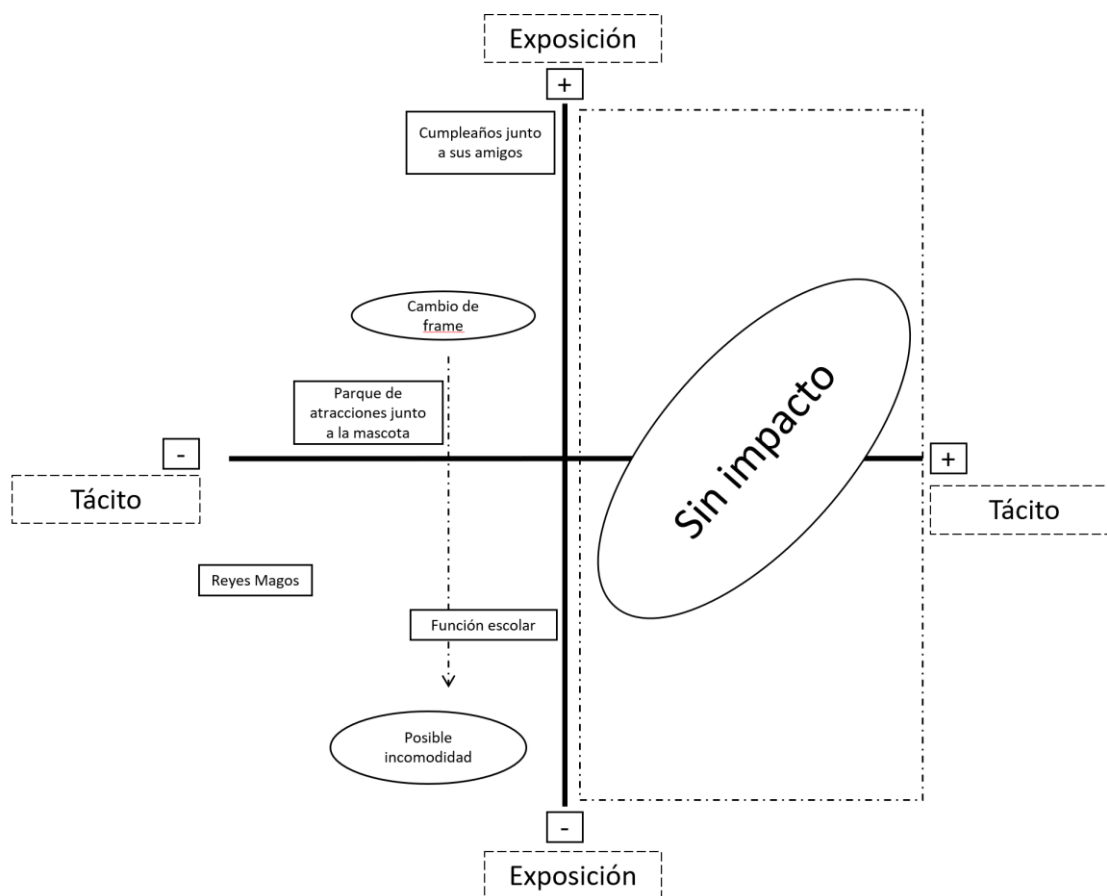 Exposición
+
Cumpleaños junto
a sus amigos
Cambio de
frame
Parque de
atracciones junto
a la mascota
-
Tácito
Sin impacto
+
Tácito
Reyes Magos
Función escolar
Posible
incomodidad
-
Exposición